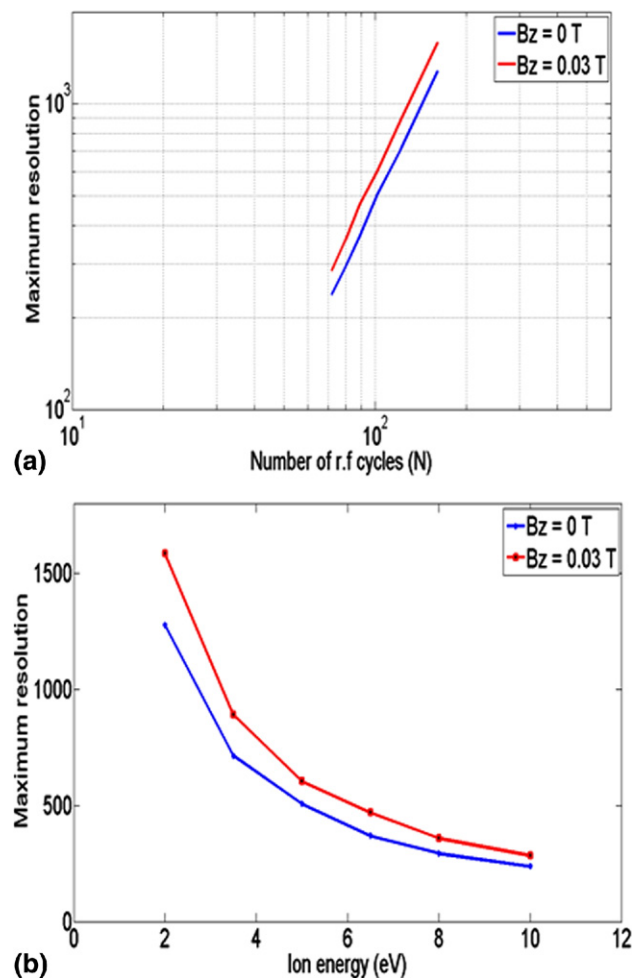 Bz = 0 T
Bz = 0.03 T
Maximum resolution
10^3
10^2
10^1
10^2
Number of r.f cycles (N)
(a)
Bz = 0 T
Bz = 0.03 T
Maximum resolution
1500
1000
500
0
0 2 4 6 8 10 12
Ion energy (eV)
(b)